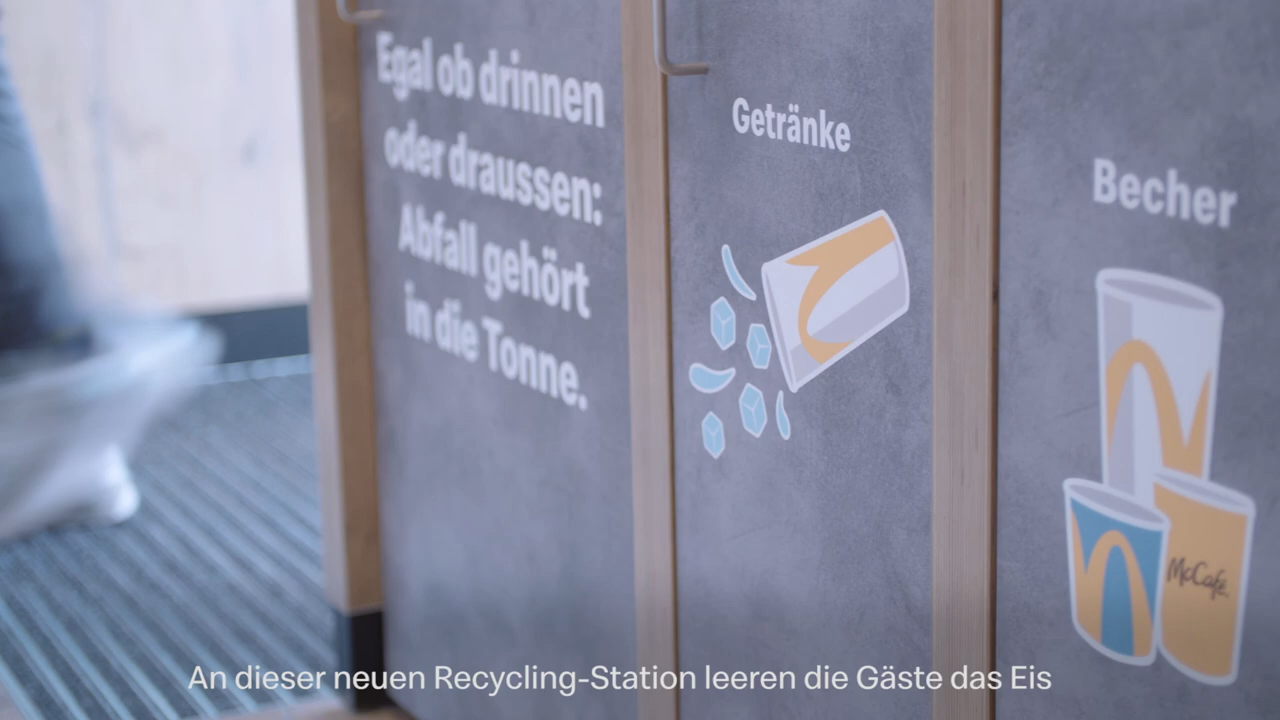 Egal ob drinnen
oder draussen:
Abfall gehört
in die Tonne.
Getränke
Becher
McCafé.
An dieser neuen Recycling-Station leeren die Gäste das Eis